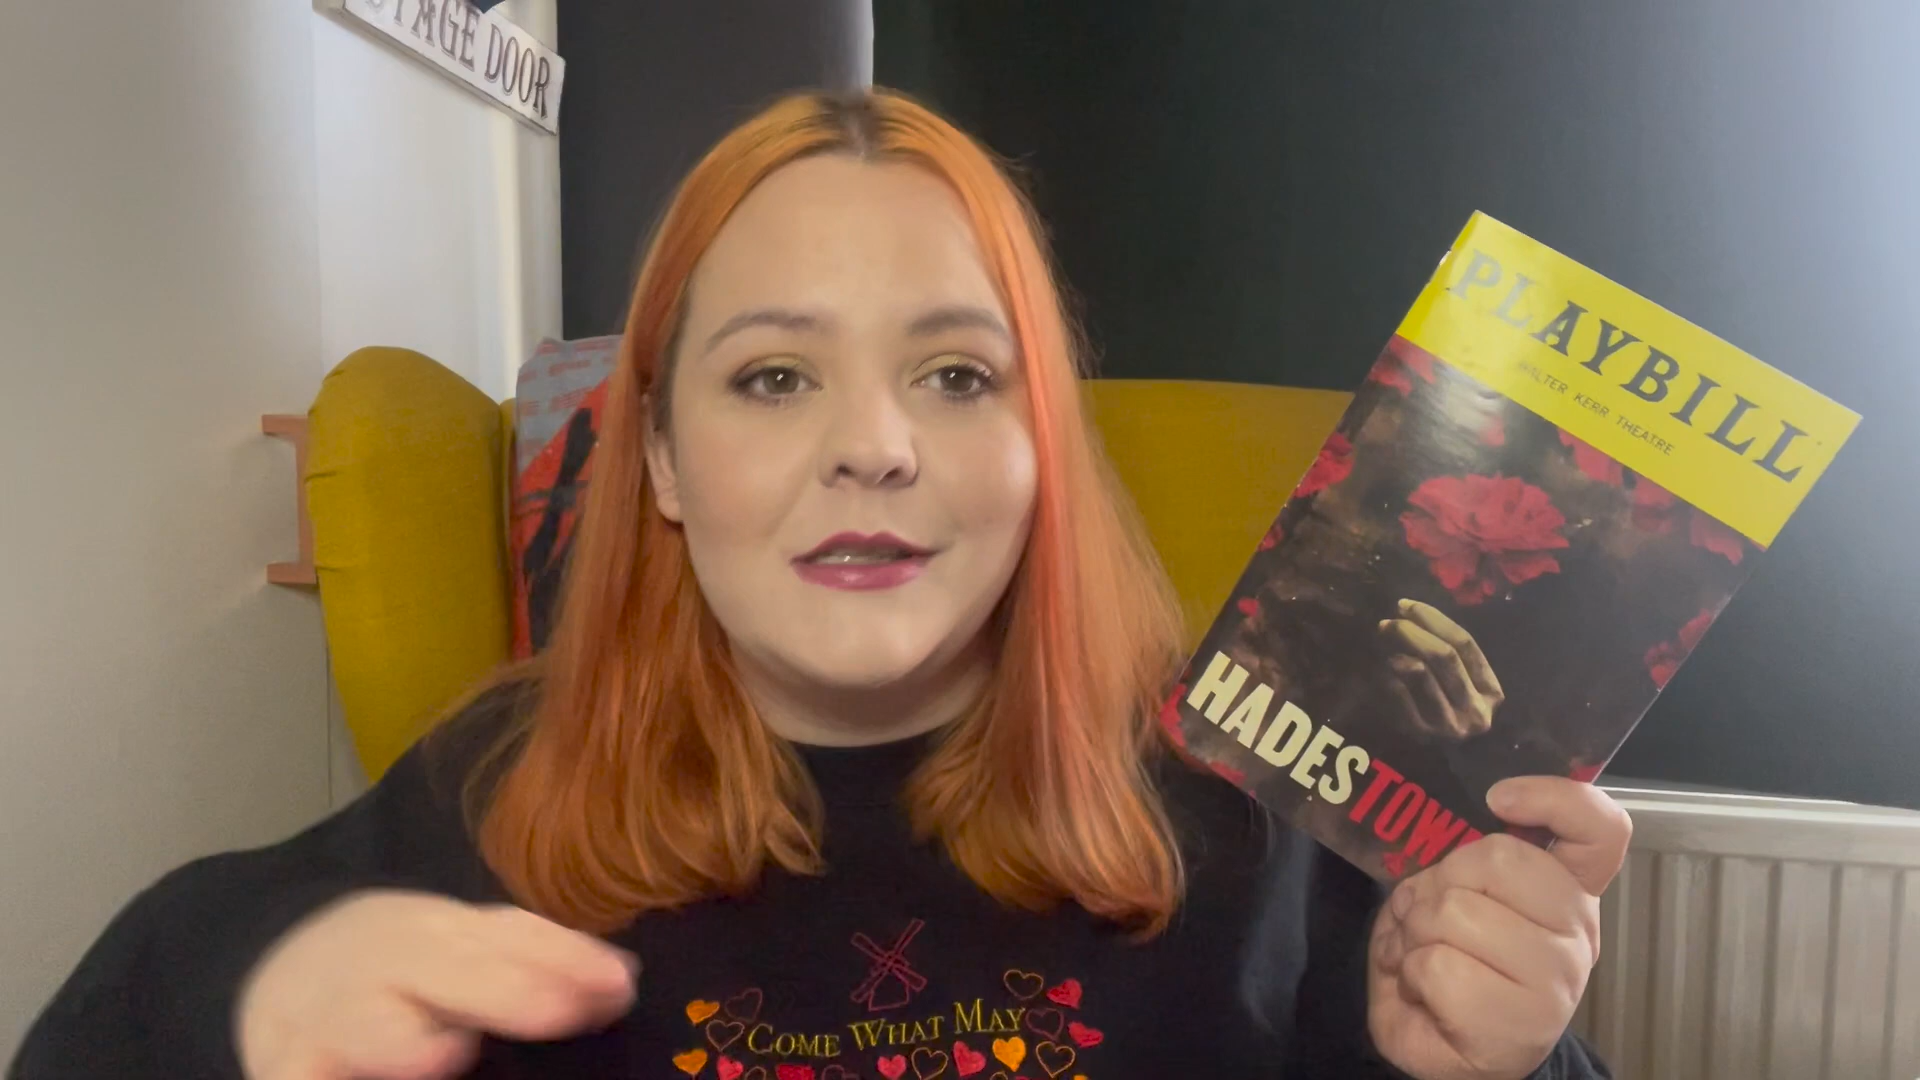 STAGE DOOR
PLAYBILL
WALTER KERR THEATRE
HADESTOWN
COME WHAT MAY